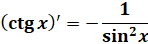 (ctg x)′ = − 1/sin²x